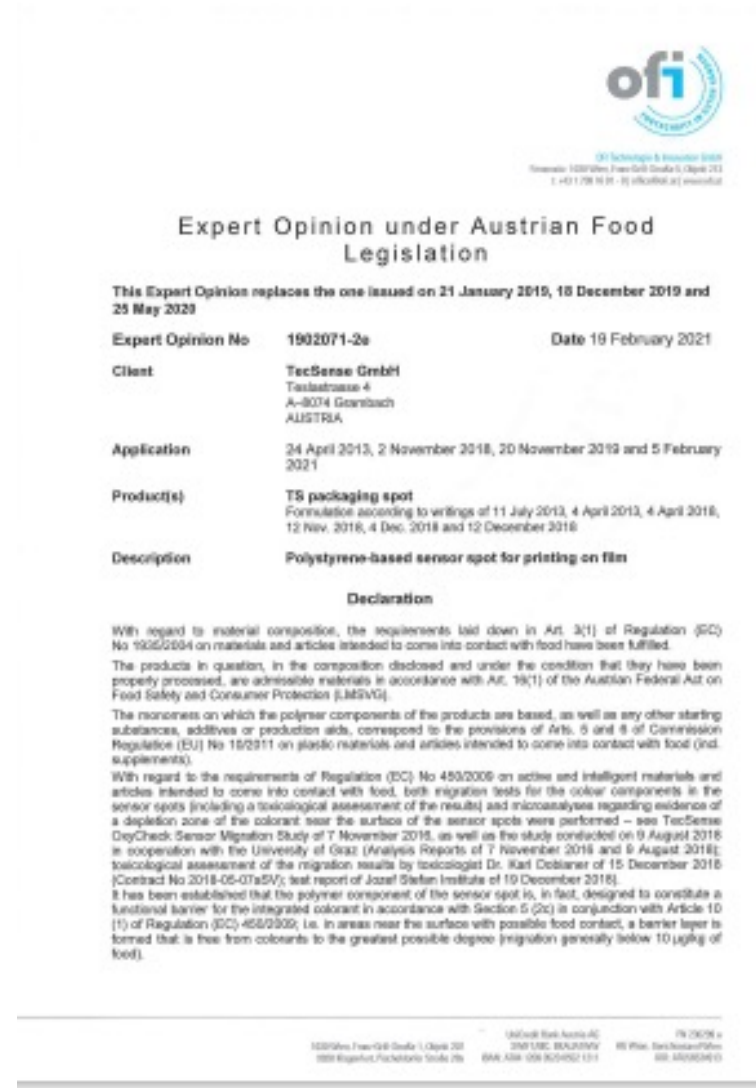 ofi
OFI Technologie & Innovation GmbH
Expert Opinion under Austrian Food
Legislation
This Expert Opinion replaces the one issued on 21 January 2019, 18 December 2019 and
25 May 2020
Expert Opinion No 1902071-2e Date 19 February 2021
Client TecSense GmbH
Teslastrasse 4
A-8074 Grambach
AUSTRIA
Application 24 April 2013, 2 November 2018, 20 November 2019 and 5 February
2021
Product(s) TS packaging spot
Formulation according to writings of 11 July 2013, 4 April 2013, 4 April 2018,
12 Nov. 2018, 4 Dec. 2018 and 12 December 2018
Description Polystyrene-based sensor spot for printing on film
Declaration
With regard to material composition, the requirements laid down in Art. 3(1) of Regulation (EC)
No 1935/2004 on materials and articles intended to come into contact with food have been fulfilled.
The products in question, in the composition disclosed and under the condition that they have been
properly processed, are admissible materials in accordance with Art. 16(1) of the Austrian Federal Act on
Food Safety and Consumer Protection (LMSVG).
The monomers on which the polymer components of the products are based, as well as any other starting
substances, additives or production aids, correspond to the provisions of Arts. 5 and 6 of Commission
Regulation (EU) No 10/2011 on plastic materials and articles intended to come into contact with food (incl.
supplements).
With regard to the requirements of Regulation (EC) No 450/2009 on active and intelligent materials and
articles intended to come into contact with food, both migration tests for the colour components in the
sensor spots (including a toxicological assessment of the results) and microanalyses regarding evidence of
a depletion zone of the colorant near the surface of the sensor spots were performed – see TecSense
OxyCheck Sensor Migration Study of 7 November 2016, as well as the study conducted on 9 August 2018
in cooperation with the University of Graz (Analysis Reports of 7 November 2016 and 9 August 2018);
toxicological assessment of the migration results by toxicologist Dr. Karl Dobianer of 15 December 2018
(Contract No 2018-05-07aSV); test report of Jozef Stefan Institute of 19 December 2018).
It has been established that the polymer component of the sensor spot is, in fact, designed to constitute a
functional barrier for the integrated colorant in accordance with Section 5 (2c) in conjunction with Article 10
(1) of Regulation (EC) 450/2009; i.e. in areas near the surface with possible food contact, a barrier layer is
formed that is free from colorants to the greatest possible degree (migration generally below 10 µg/kg of
food).
UniCredit Bank Austria AG